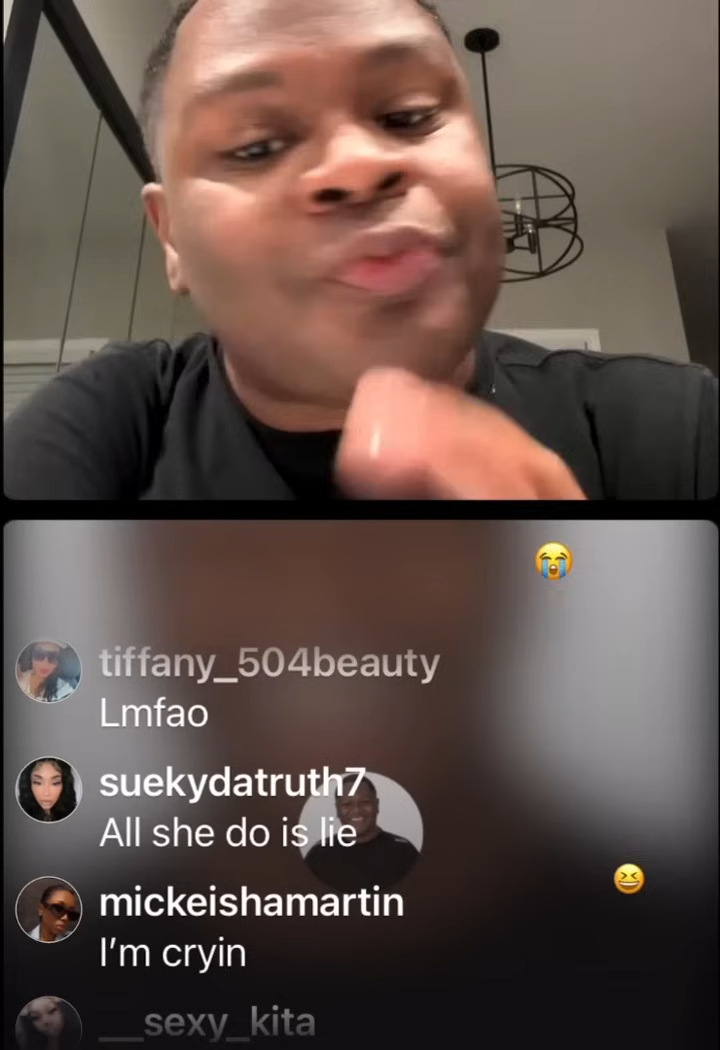 tiffany_504beauty
Lmfao
suekydatruth7
All she do is lie
mickeishamartin
I’m cryin
__sexy_kita